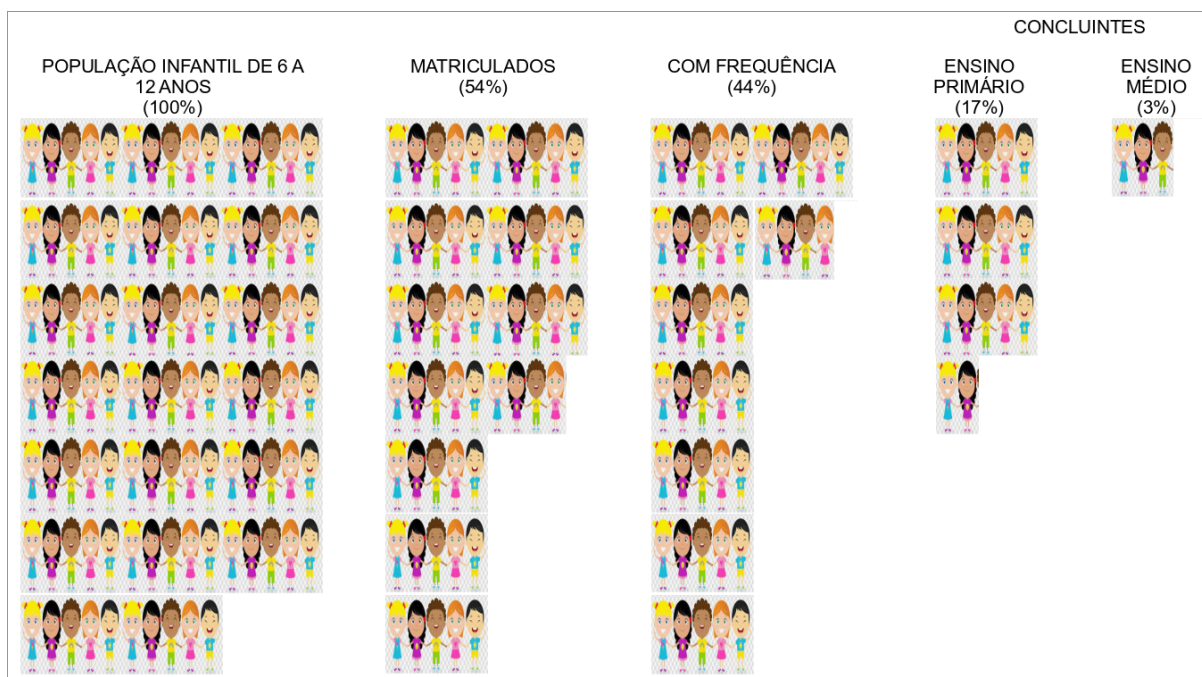 CONCLUINTES
POPULAÇÃO INFANTIL DE 6 A
12 ANOS
(100%)
MATRICULADOS
(54%)
COM FREQUÊNCIA
(44%)
ENSINO
PRIMÁRIO
(17%)
ENSINO
MÉDIO
(3%)